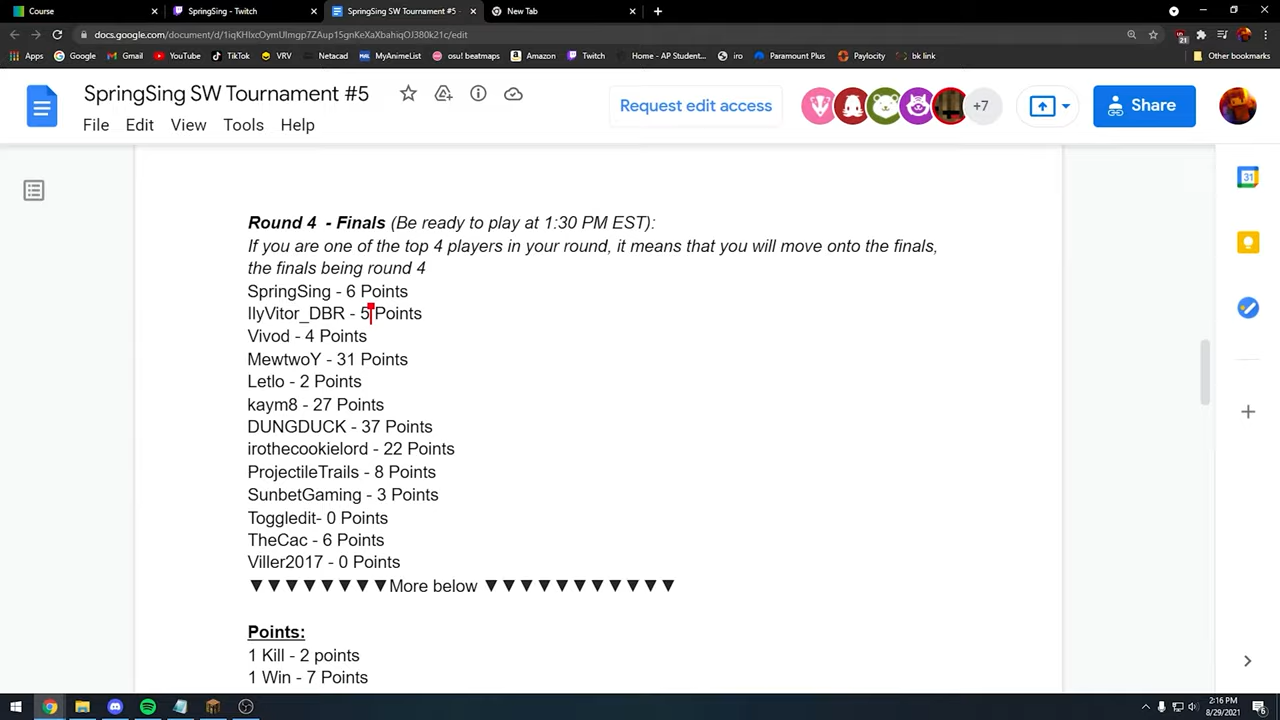 Course
SpringSing - Twitch
SpringSing SW Tournament #5 -
New Tab
docs.google.com/document/d/1iqKHIxcOymUImgp7ZAup15gnKeXaXbahiqOJ380k21c/edit
Apps
Google
Gmail
YouTube
TikTok
VRV
Netacad
MyAnimeList
osu! beatmaps
Amazon
Twitch
Home - AP Student...
iro
Paramount Plus
Paylocity
bk link
Other bookmarks
SpringSing SW Tournament #5
Request edit access
+7
Share
File Edit View Tools Help
Round 4 - Finals (Be ready to play at 1:30 PM EST):
If you are one of the top 4 players in your round, it means that you will move onto the finals,
the finals being round 4
SpringSing - 6 Points
IlyVitor_DBR - 5 Points
Vivod - 4 Points
MewtwoY - 31 Points
Letlo - 2 Points
kaym8 - 27 Points
DUNGDUCK - 37 Points
irothecookielord - 22 Points
ProjectileTrails - 8 Points
SunbetGaming - 3 Points
Toggledit- 0 Points
TheCac - 6 Points
Viller2017 - 0 Points
▼▼▼▼▼▼▼▼More below ▼▼▼▼▼▼▼▼▼▼▼
Points:
1 Kill - 2 points
1 Win - 7 Points
31
2:16 PM
8/29/2021